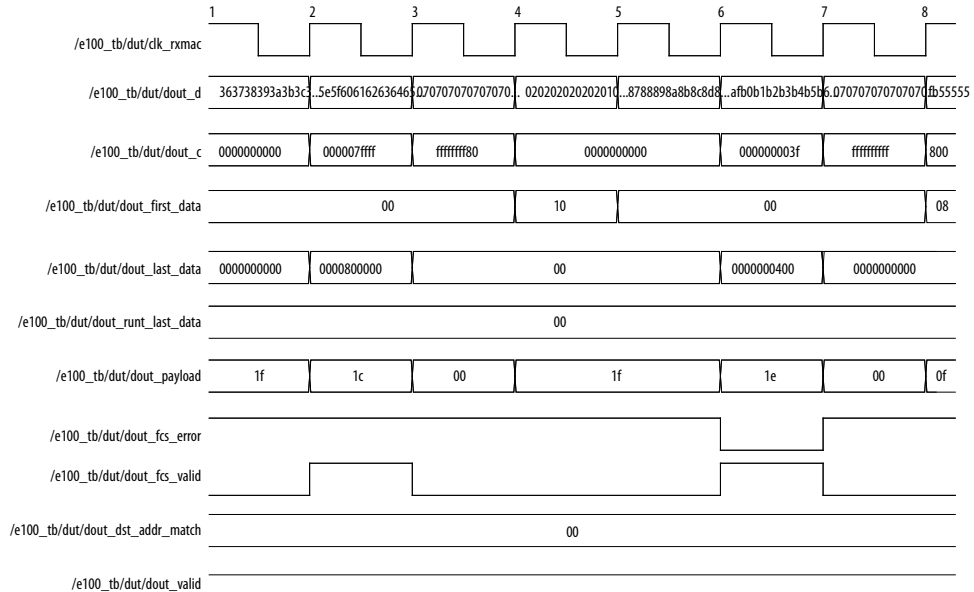 1 2 3 4 5 6 7 8
/e100_tb/dut/clk_rxmac
/e100_tb/dut/dout_d 363738393a3b3c3... ...5e5f606162636465... 070707070707070... ... 020202020202010... ...8788898a8b8c8d8... ...afb0b1b2b3b4b5b6... 070707070707070... fb55555
/e100_tb/dut/dout_c 0000000000 000007ffff ffffffff80 0000000000 000000003f ffffffffff 800
/e100_tb/dut/dout_first_data 00 10 00 08
/e100_tb/dut/dout_last_data 0000000000 0000800000 00 0000000400 0000000000
/e100_tb/dut/dout_runt_last_data 00
/e100_tb/dut/dout_payload 1f 1c 00 1f 1e 00 0f
/e100_tb/dut/dout_fcs_error
/e100_tb/dut/dout_fcs_valid
/e100_tb/dut/dout_dst_addr_match 00
/e100_tb/dut/dout_valid